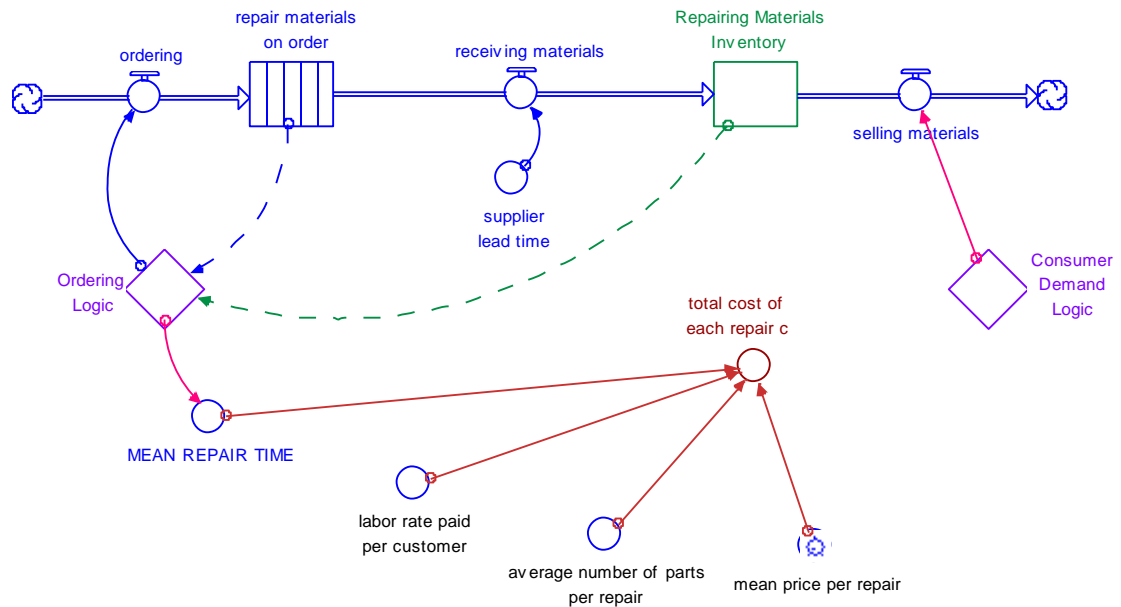 repair materials
on order
Repairing Materials
Inventory
ordering
receiving materials
selling materials
supplier
lead time
Ordering
Logic
Consumer
Demand
Logic
total cost of
each repair c
MEAN REPAIR TIME
labor rate paid
per customer
average number of parts
per repair
mean price per repair